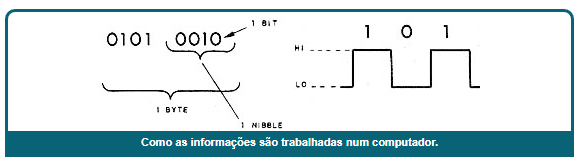 0101 0010
1 BIT
1 BYTE
1 NIBBLE
1 0 1
HI
LO
Como as informações são trabalhadas num computador.